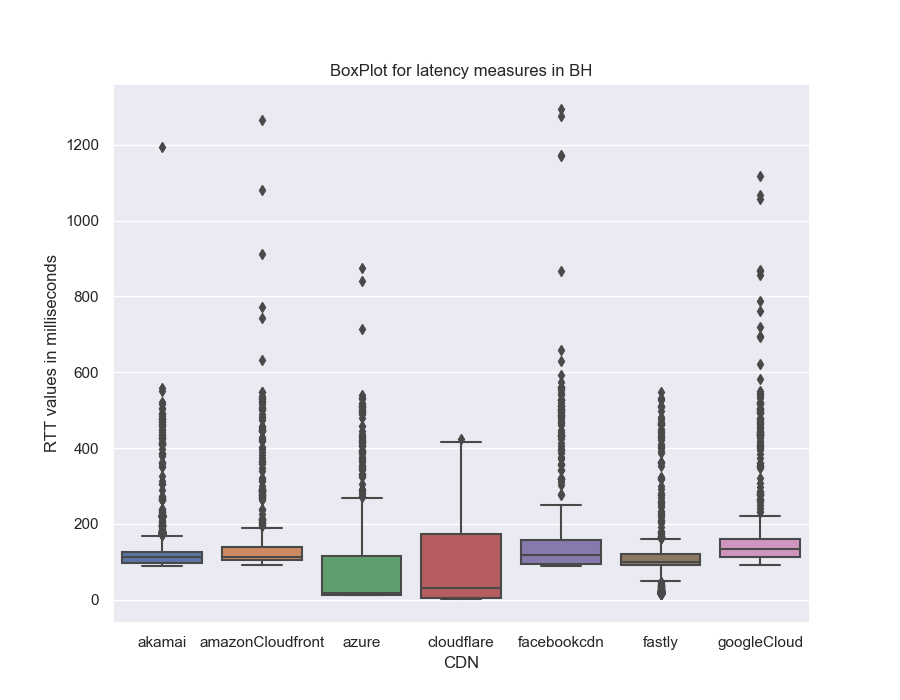 BoxPlot for latency measures in BH
1200
1000
800
600
400
200
0
RTT values in milliseconds
akamai amazonCloudfront azure cloudflare facebookcdn fastly googleCloud
CDN